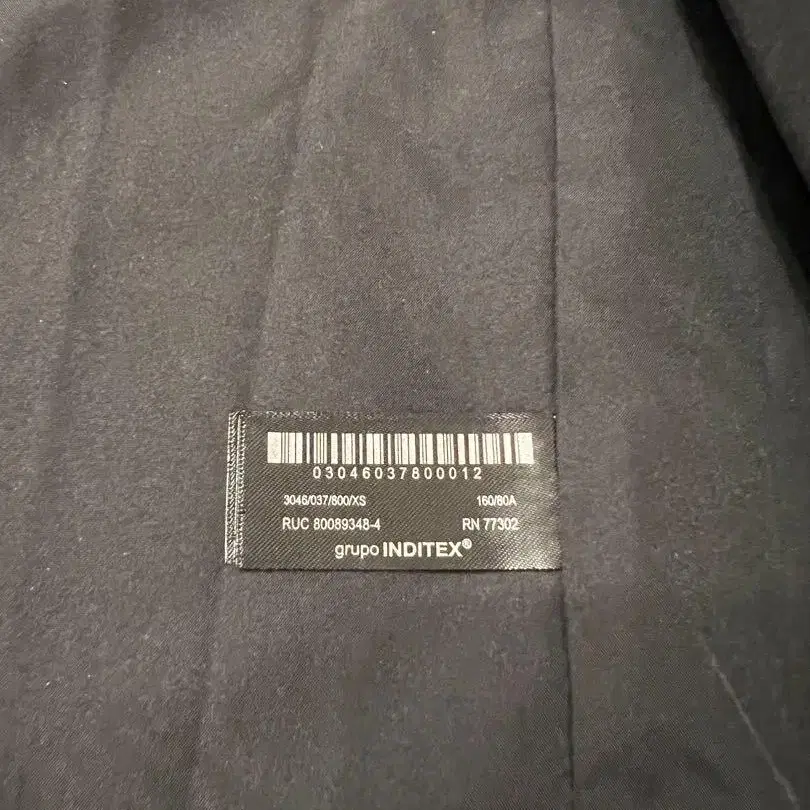 03046037800012
3046/037/800/XS 160/80A
RUC 80089348-4 RN 77302
grupo INDITEX®